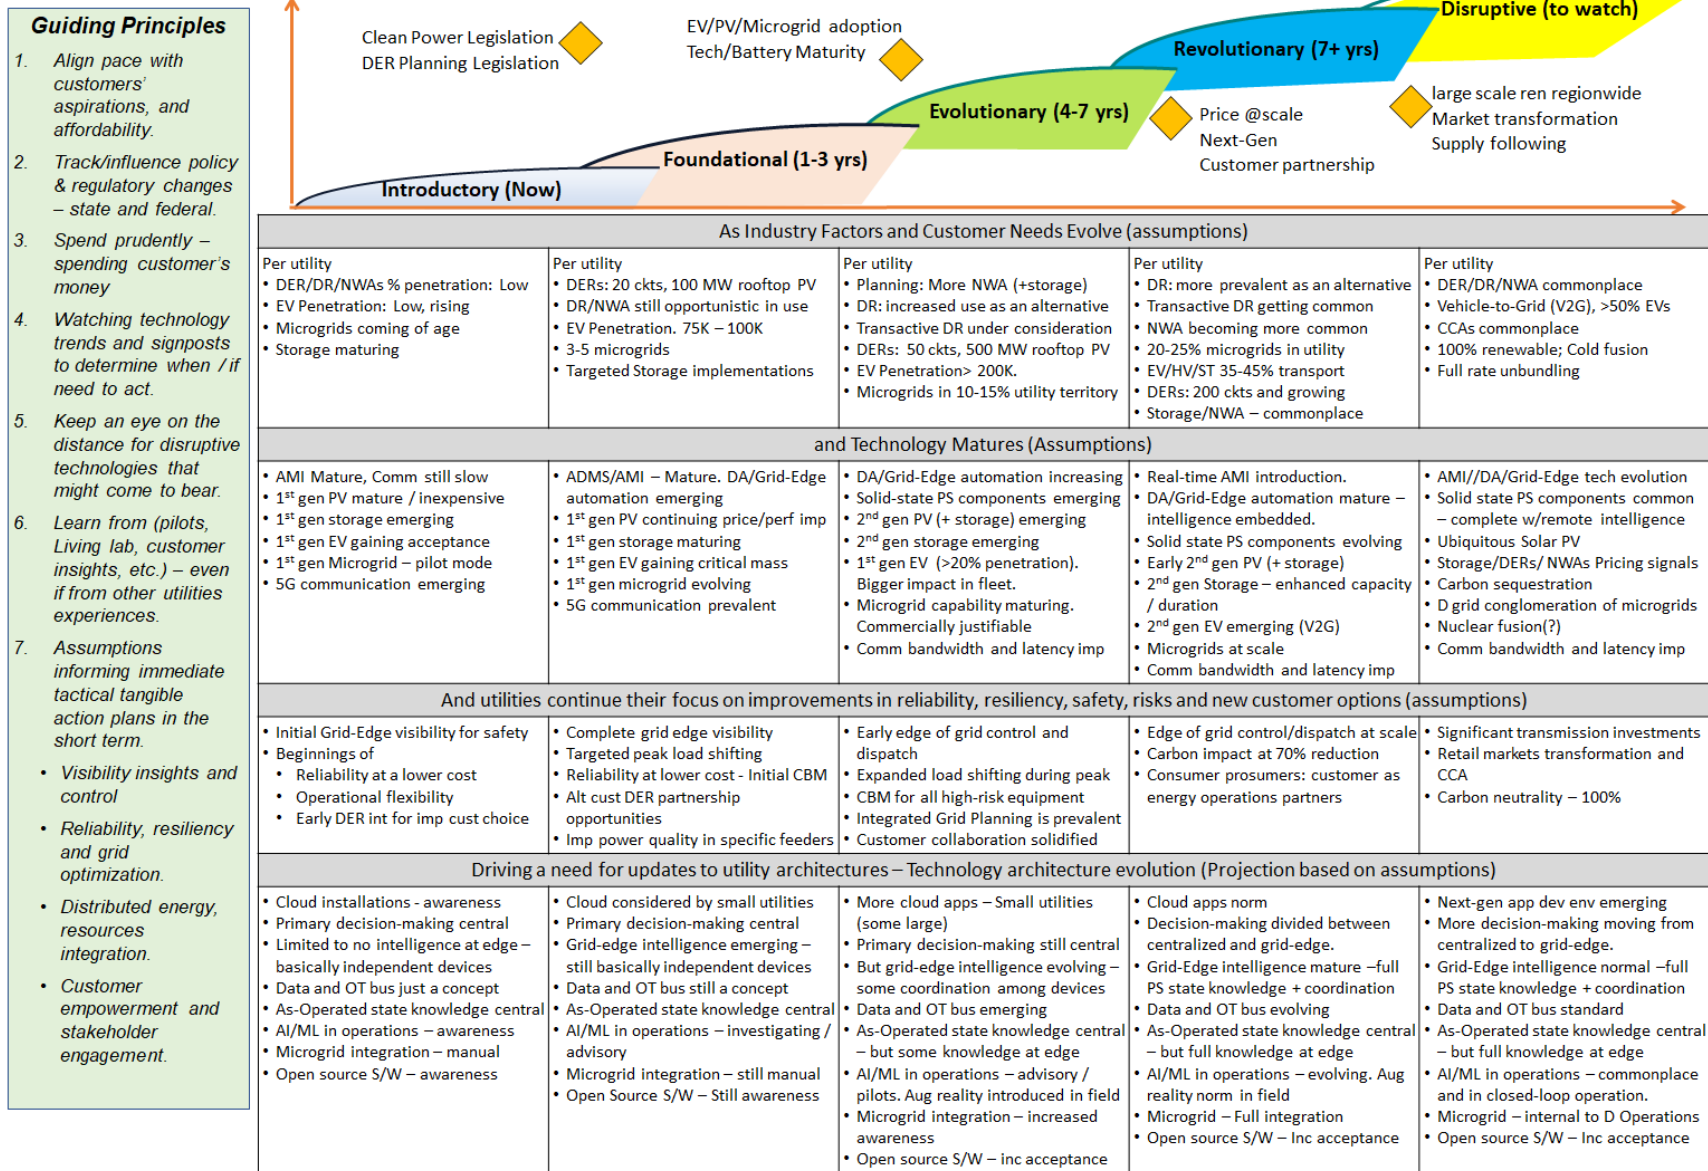 Guiding Principles
1. Align pace with
customers'
aspirations, and
affordability.
2. Track/influence policy
& regulatory changes
– state and federal.
3. Spend prudently –
spending customer's
money
4. Watching technology
trends and signposts
to determine when / if
need to act.
5. Keep an eye on the
distance for disruptive
technologies that
might come to bear.
6. Learn from (pilots,
Living lab, customer
insights, etc.) – even
if from other utilities
experiences.
7. Assumptions
informing immediate
tactical tangible
action plans in the
short term.
• Visibility insights and
control
• Reliability, resiliency
and grid
optimization.
• Distributed energy,
resources
integration.
• Customer
empowerment and
stakeholder
engagement.
Clean Power Legislation
DER Planning Legislation
EV/PV/Microgrid adoption
Tech/Battery Maturity
Price @scale
Next-Gen
Customer partnership
large scale ren regionwide
Market transformation
Supply following
Introductory (Now)
Foundational (1-3 yrs)
Evolutionary (4-7 yrs)
Revolutionary (7+ yrs)
Disruptive (to watch)
As Industry Factors and Customer Needs Evolve (assumptions)
Per utility
• DER/DR/NWAs % penetration: Low
• EV Penetration: Low, rising
• Microgrids coming of age
• Storage maturing
Per utility
• DERs: 20 ckts, 100 MW rooftop PV
• DR/NWA still opportunistic in use
• EV Penetration. 75K – 100K
• 3-5 microgrids
• Targeted Storage implementations
Per utility
• Planning: More NWA (+storage)
• DR: increased use as an alternative
• Transactive DR under consideration
• DERs: 50 ckts, 500 MW rooftop PV
• EV Penetration> 200K.
• Microgrids in 10-15% utility territory
Per utility
• DR: more prevalent as an alternative
• Transactive DR getting common
• NWA becoming more common
• 20-25% microgrids in utility
• EV/HV/ST 35-45% transport
• DERs: 200 ckts and growing
• Storage/NWA – commonplace
Per utility
• DER/DR/NWA commonplace
• Vehicle-to-Grid (V2G), >50% EVs
• CCAs commonplace
• 100% renewable; Cold fusion
• Full rate unbundling
and Technology Matures (Assumptions)
• AMI Mature, Comm still slow
• 1st gen PV mature / inexpensive
• 1st gen storage emerging
• 1st gen EV gaining acceptance
• 1st gen Microgrid – pilot mode
• 5G communication emerging
• ADMS/AMI – Mature. DA/Grid-Edge
automation emerging
• 1st gen PV continuing price/perf imp
• 1st gen storage maturing
• 1st gen EV gaining critical mass
• 1st gen microgrid evolving
• 5G communication prevalent
• DA/Grid-Edge automation increasing
• Solid-state PS components emerging
• 2nd gen PV (+ storage) emerging
• 2nd gen storage emerging
• 1st gen EV (>20% penetration).
Bigger impact in fleet.
• Microgrid capability maturing.
Commercially justifiable
• Comm bandwidth and latency imp
• Real-time AMI introduction.
• DA/Grid-Edge automation mature –
intelligence embedded.
• Solid state PS components evolving
• Early 2nd gen PV (+ storage)
• 2nd gen Storage – enhanced capacity
/ duration
• 2nd gen EV emerging (V2G)
• Microgrids at scale
• Comm bandwidth and latency imp
• AMI//DA/Grid-Edge tech evolution
• Solid state PS components common
– complete w/remote intelligence
• Ubiquitous Solar PV
• Storage/DERs/ NWAs Pricing signals
• Carbon sequestration
• D grid conglomeration of microgrids
• Nuclear fusion(?)
• Comm bandwidth and latency imp
And utilities continue their focus on improvements in reliability, resiliency, safety, risks and new customer options (assumptions)
• Initial Grid-Edge visibility for safety
• Beginnings of
• Reliability at a lower cost
• Operational flexibility
• Early DER int for imp cust choice
• Complete grid edge visibility
• Targeted peak load shifting
• Reliability at lower cost - Initial CBM
• Alt cust DER partnership
opportunities
• Imp power quality in specific feeders
• Early edge of grid control and
dispatch
• Expanded load shifting during peak
• CBM for all high-risk equipment
• Integrated Grid Planning is prevalent
• Customer collaboration solidified
• Edge of grid control/dispatch at scale
• Carbon impact at 70% reduction
• Consumer prosumers: customer as
energy operations partners
• Significant transmission investments
• Retail markets transformation and
CCA
• Carbon neutrality – 100%
Driving a need for updates to utility architectures – Technology architecture evolution (Projection based on assumptions)
• Cloud installations - awareness
• Primary decision-making central
• Limited to no intelligence at edge –
basically independent devices
• Data and OT bus just a concept
• As-Operated state knowledge central
• AI/ML in operations – awareness
• Microgrid integration – manual
• Open source S/W – awareness
• Cloud considered by small utilities
• Primary decision-making central
• Grid-edge intelligence emerging –
still basically independent devices
• Data and OT bus still a concept
• As-Operated state knowledge central
• AI/ML in operations – investigating /
advisory
• Microgrid integration – still manual
• Open Source S/W – Still awareness
• More cloud apps – Small utilities
(some large)
• Primary decision-making still central
• But grid-edge intelligence evolving –
some coordination among devices
• Data and OT bus emerging
• As-Operated state knowledge central
– but some knowledge at edge
• AI/ML in operations – advisory /
pilots. Aug reality introduced in field
• Microgrid integration – increased
awareness
• Open source S/W – inc acceptance
• Cloud apps norm
• Decision-making divided between
centralized and grid-edge.
• Grid-Edge intelligence mature –full
PS state knowledge + coordination
• Data and OT bus evolving
• As-Operated state knowledge central
– but full knowledge at edge
• AI/ML in operations – evolving. Aug
reality norm in field
• Microgrid – Full integration
• Open source S/W – Inc acceptance
• Next-gen app dev env emerging
• More decision-making moving from
centralized to grid-edge.
• Grid-Edge intelligence normal –full
PS state knowledge + coordination
• Data and OT bus standard
• As-Operated state knowledge central
– but full knowledge at edge
• AI/ML in operations – commonplace
and in closed-loop operation.
• Microgrid – internal to D Operations
• Open source S/W – Inc acceptance